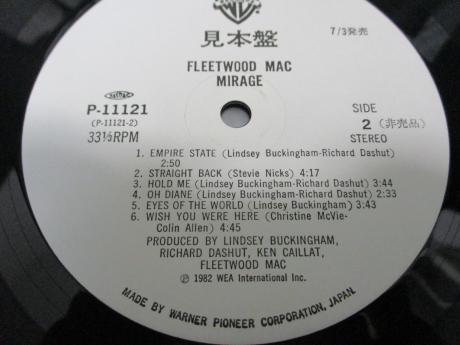 見本盤
7/3発売
FLEETWOOD MAC
MIRAGE
P-11121
(P-11121-2)
33⅓RPM
SIDE
2 (非売品)
STEREO
1. EMPIRE STATE (Lindsey Buckingham-Richard Dashut)
2:50
2. STRAIGHT BACK (Stevie Nicks) 4:17
3. HOLD ME (Lindsey Buckingham-Richard Dashut) 3:44
4. OH DIANE (Lindsey Buckingham-Richard Dashut) 2:33
5. EYES OF THE WORLD (Lindsey Buckingham) 3:43
6. WISH YOU WERE HERE (Christine McVie-
Colin Allen) 4:45
PRODUCED BY LINDSEY BUCKINGHAM,
RICHARD DASHUT, KEN CAILLAT,
FLEETWOOD MAC
Ⓟ 1982 WEA International Inc.
MADE BY WARNER PIONEER CORPORATION, JAPAN.